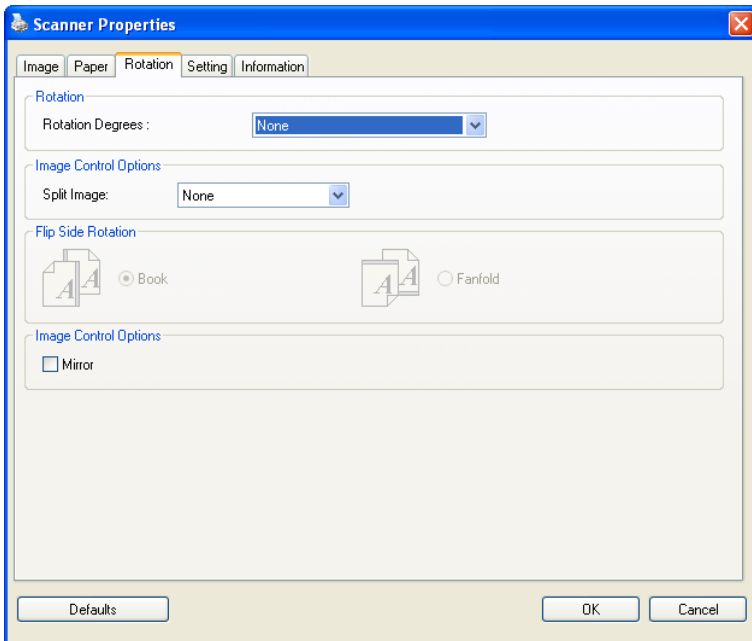 Scanner Properties
Image Paper Rotation Setting Information
Rotation
Rotation Degrees : None
Image Control Options
Split Image: None
Flip Side Rotation
A A Book A A Fanfold
Image Control Options
Mirror
Defaults OK Cancel